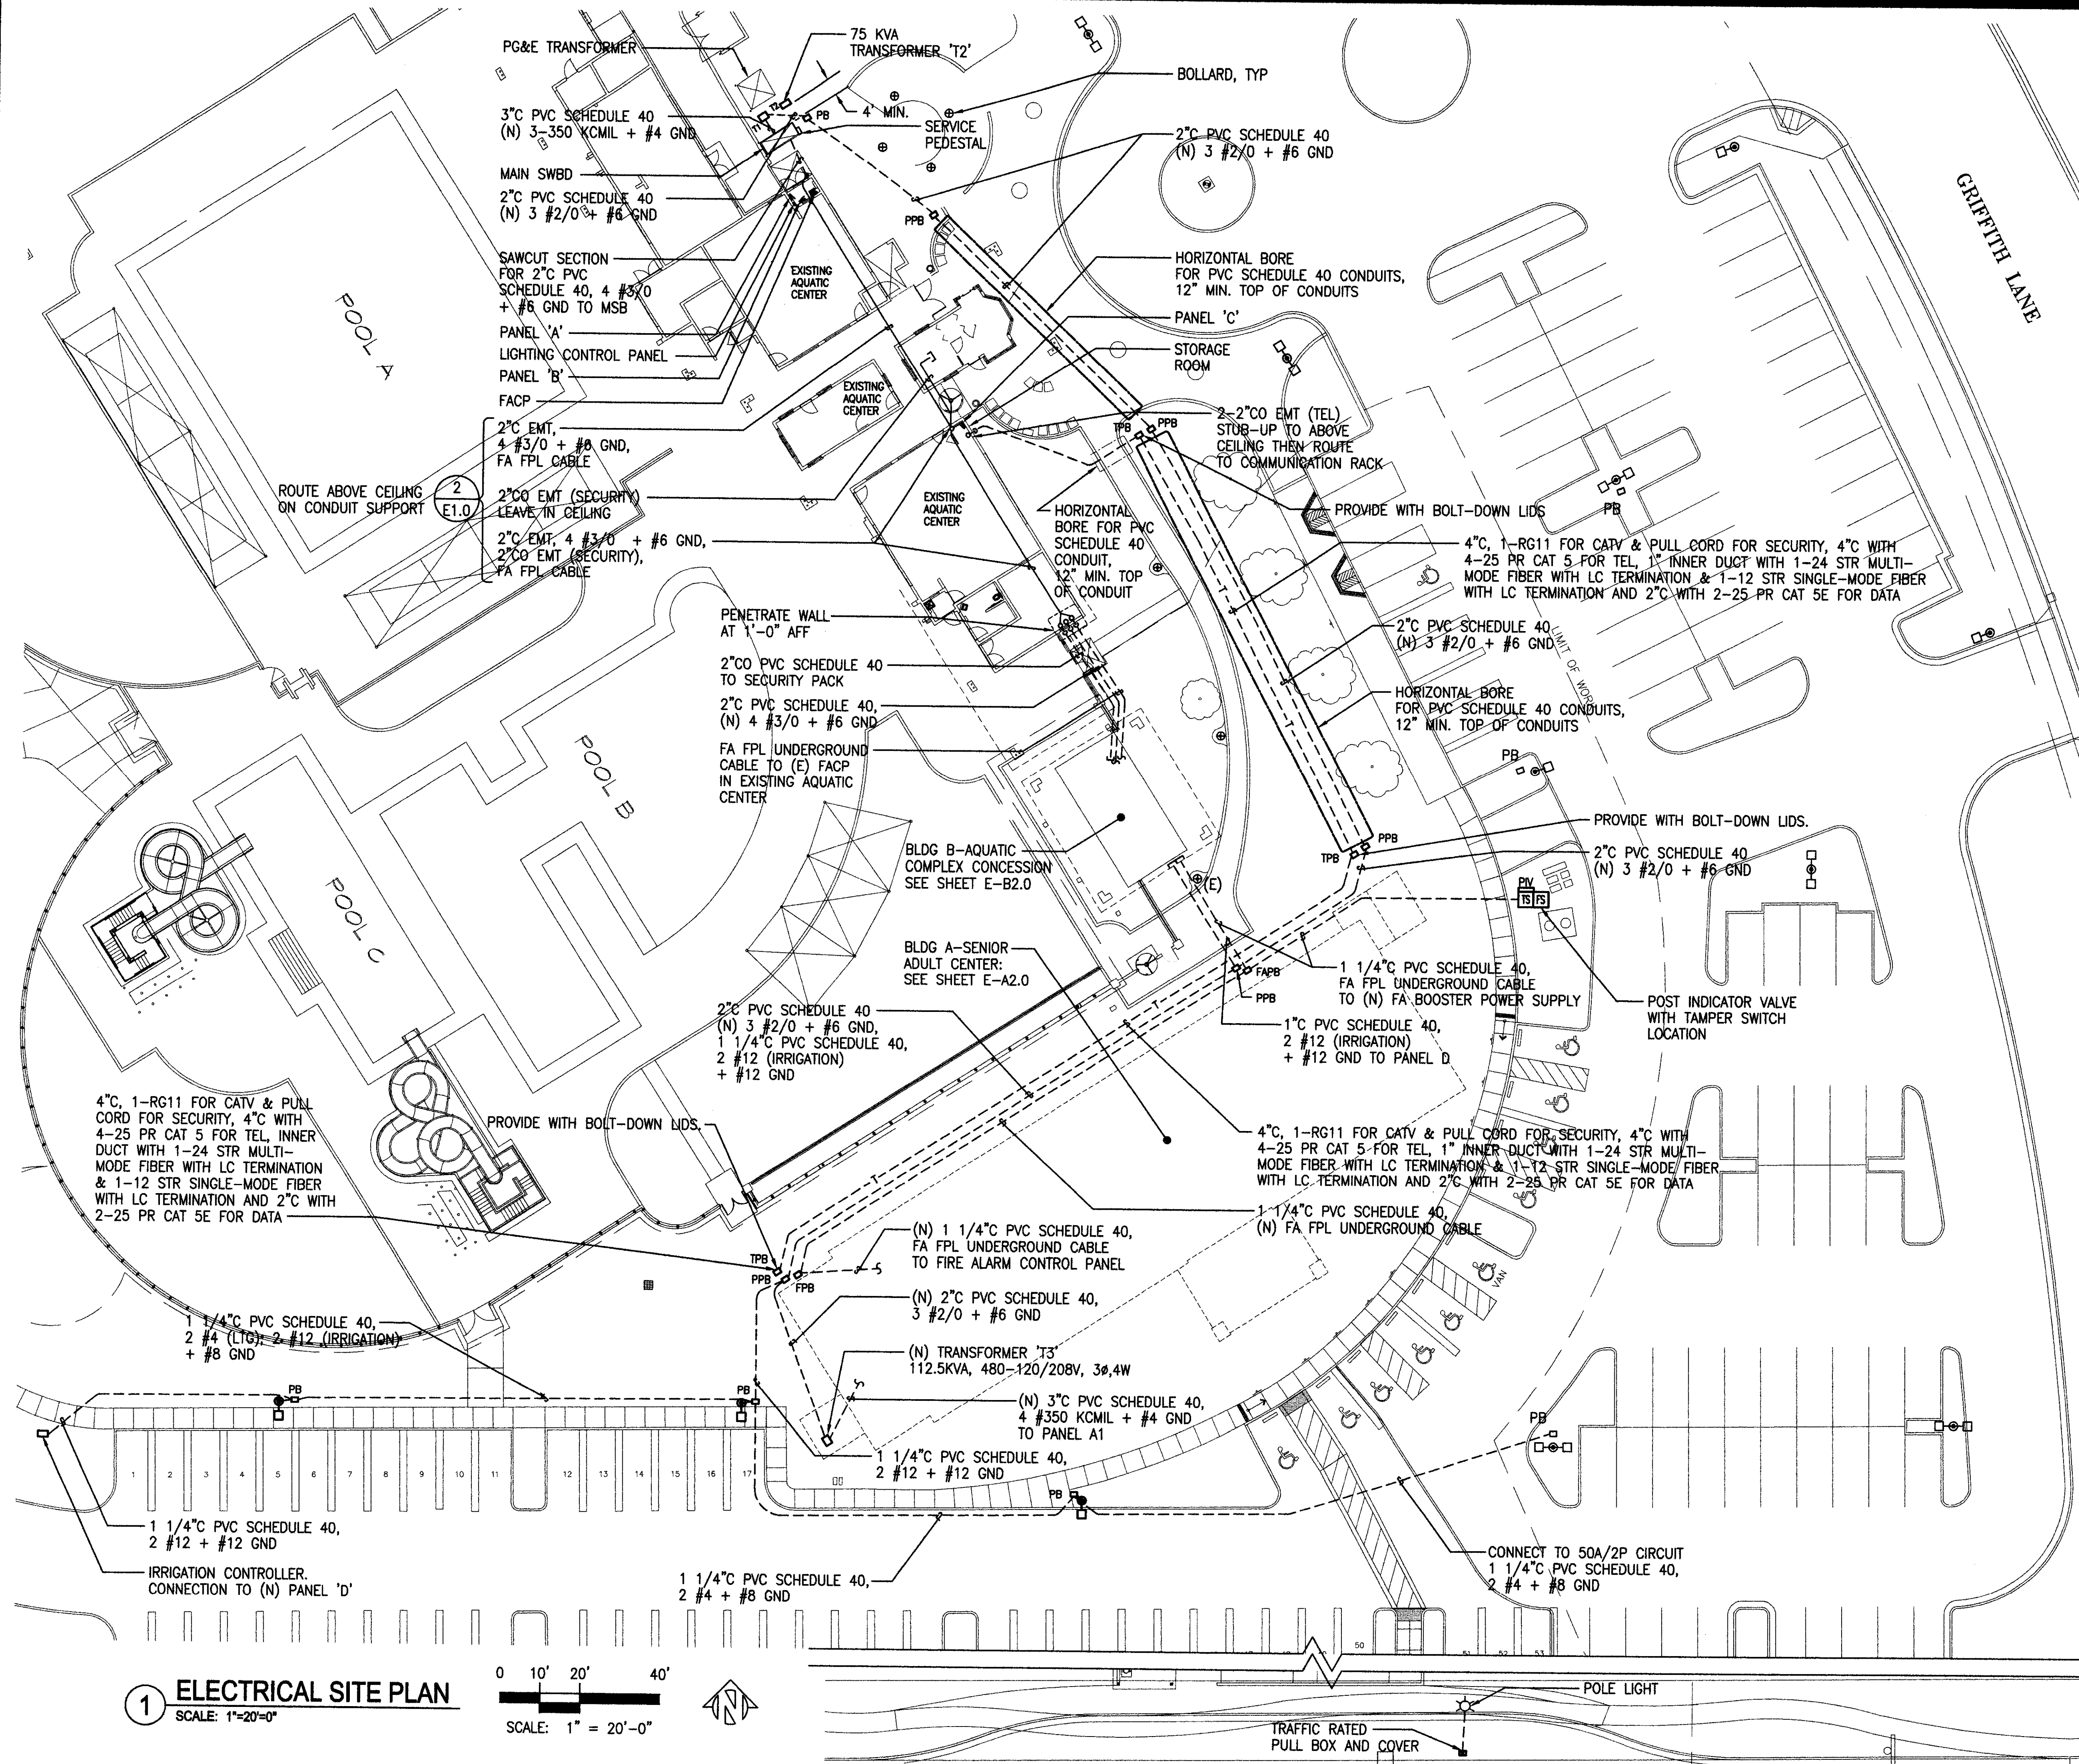 PG&E TRANSFORMER
75 KVA
TRANSFORMER 'T2'
BOLLARD, TYP
4' MIN.
T2
PB
3"C PVC SCHEDULE 40
(N) 3-350 KCMIL + #4 GND
SERVICE
PEDESTAL
2"C PVC SCHEDULE 40
(N) 3 #2/0 + #6 GND
MAIN SWBD
2"C PVC SCHEDULE 40
(N) 3 #2/0 + #6 GND
PPB
GRIFFITH LANE
SAWCUT SECTION
FOR 2"C PVC
SCHEDULE 40, 4 #3/0
+ #6 GND TO MSB
EXISTING
AQUATIC
CENTER
HORIZONTAL BORE
FOR PVC SCHEDULE 40 CONDUITS,
12" MIN. TOP OF CONDUITS
PANEL 'A'
LIGHTING CONTROL PANEL
PANEL 'B'
FACP
PANEL 'C'
STORAGE
ROOM
POOL A
EXISTING
AQUATIC
CENTER
2"C EMT,
4 #3/0 + #6 GND,
FA FPL CABLE
TPB
PPB
2-2"CO EMT (TEL)
STUB-UP TO ABOVE
CEILING THEN ROUTE
TO COMMUNICATION RACK
ROUTE ABOVE CEILING
ON CONDUIT SUPPORT
2
E1.0
2"CO EMT (SECURITY)
LEAVE IN CEILING
2"C EMT, 4 #3/0 + #6 GND,
2"CO EMT (SECURITY),
FA FPL CABLE
EXISTING
AQUATIC
CENTER
HORIZONTAL
BORE FOR PVC
SCHEDULE 40
CONDUIT,
12" MIN. TOP
OF CONDUIT
PROVIDE WITH BOLT-DOWN LIDS
PB
4"C, 1-RG11 FOR CATV & PULL CORD FOR SECURITY, 4"C WITH
4-25 PR CAT 5 FOR TEL, 1" INNER DUCT WITH 1-24 STR MULTI-
MODE FIBER WITH LC TERMINATION & 1-12 STR SINGLE-MODE FIBER
WITH LC TERMINATION AND 2"C WITH 2-25 PR CAT 5E FOR DATA
PENETRATE WALL
AT 1'-0" AFF
2"C PVC SCHEDULE 40
(N) 3 #2/0 + #6 GND
LIMIT OF WORK
2"CO PVC SCHEDULE 40
TO SECURITY PACK
2"C PVC SCHEDULE 40,
(N) 4 #3/0 + #6 GND
HORIZONTAL BORE
FOR PVC SCHEDULE 40 CONDUITS,
12" MIN. TOP OF CONDUITS
FA FPL UNDERGROUND
CABLE TO (E) FACP
IN EXISTING AQUATIC
CENTER
POOL B
PB
PROVIDE WITH BOLT-DOWN LIDS.
PPB
TPB
2"C PVC SCHEDULE 40
(N) 3 #2/0 + #6 GND
BLDG B-AQUATIC
COMPLEX CONCESSION
SEE SHEET E-B2.0
(E)
PIV
TS FS
POOL C
BLDG A-SENIOR
ADULT CENTER:
SEE SHEET E-A2.0
FAPB
PPB
1 1/4"C PVC SCHEDULE 40,
FA FPL UNDERGROUND CABLE
TO (N) FA BOOSTER POWER SUPPLY
POST INDICATOR VALVE
WITH TAMPER SWITCH
LOCATION
2"C PVC SCHEDULE 40
(N) 3 #2/0 + #6 GND,
1 1/4"C PVC SCHEDULE 40,
2 #12 (IRRIGATION)
+ #12 GND
1"C PVC SCHEDULE 40,
2 #12 (IRRIGATION)
+ #12 GND TO PANEL D
4"C, 1-RG11 FOR CATV & PULL
CORD FOR SECURITY, 4"C WITH
4-25 PR CAT 5 FOR TEL, INNER
DUCT WITH 1-24 STR MULTI-
MODE FIBER WITH LC TERMINATION
& 1-12 STR SINGLE-MODE FIBER
WITH LC TERMINATION AND 2"C WITH
2-25 PR CAT 5E FOR DATA
PROVIDE WITH BOLT-DOWN LIDS.
4"C, 1-RG11 FOR CATV & PULL CORD FOR SECURITY, 4"C WITH
4-25 PR CAT 5 FOR TEL, 1" INNER DUCT WITH 1-24 STR MULTI-
MODE FIBER WITH LC TERMINATION & 1-12 STR SINGLE-MODE FIBER
WITH LC TERMINATION AND 2"C WITH 2-25 PR CAT 5E FOR DATA
1 1/4"C PVC SCHEDULE 40,
(N) FA FPL UNDERGROUND CABLE
(N) 1 1/4"C PVC SCHEDULE 40,
FA FPL UNDERGROUND CABLE
TO FIRE ALARM CONTROL PANEL
TPB
PPB
FPB
VAN
(N) 2"C PVC SCHEDULE 40,
3 #2/0 + #6 GND
1 1/4"C PVC SCHEDULE 40,
2 #4 (LTG), 2 #12 (IRRIGATION)
+ #8 GND
(N) TRANSFORMER 'T3'
112.5KVA, 480-120/208V, 3ø,4W
PB
PB
(N) 3"C PVC SCHEDULE 40,
4 #350 KCMIL + #4 GND
TO PANEL A1
PB
1 1/4"C PVC SCHEDULE 40,
2 #12 + #12 GND
1 2 3 4 5 6 7 8 9 10 11 12 13 14 15 16 17
PB
1 1/4"C PVC SCHEDULE 40,
2 #12 + #12 GND
IRRIGATION CONTROLLER.
CONNECTION TO (N) PANEL 'D'
1 1/4"C PVC SCHEDULE 40,
2 #4 + #8 GND
CONNECT TO 50A/2P CIRCUIT
1 1/4"C PVC SCHEDULE 40,
2 #4 + #8 GND
50 51 52 53
1
ELECTRICAL SITE PLAN
SCALE: 1"=20'=0"
0 10' 20' 40'
SCALE: 1" = 20'-0"
N
POLE LIGHT
TRAFFIC RATED
PULL BOX AND COVER